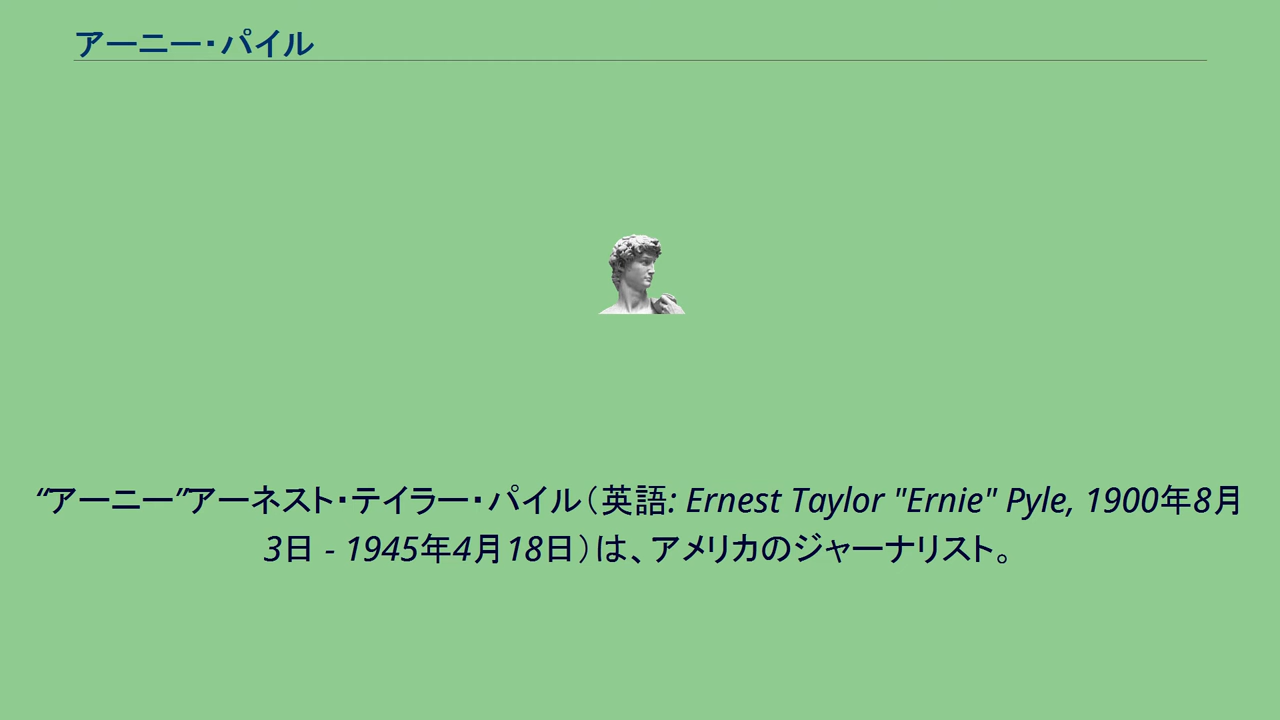 アーニー・パイル
“アーニー”アーネスト・テイラー・パイル（英語: Ernest Taylor "Ernie" Pyle, 1900年8月
3日 - 1945年4月18日）は、アメリカのジャーナリスト。